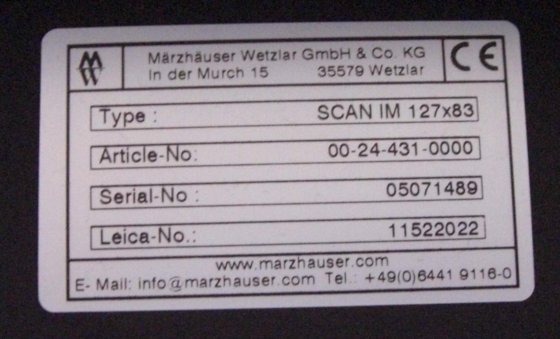 Märzhäuser Wetzlar GmbH & Co. KG
In der Murch 15 35579 Wetzlar
CE
Type : SCAN IM 127x83
Article-No: 00-24-431-0000
Serial-No : 05071489
Leica-No.: 11522022
www.marzhauser.com
E- Mail: info@marzhauser.com Tel.: +49(0)6441 9116-0